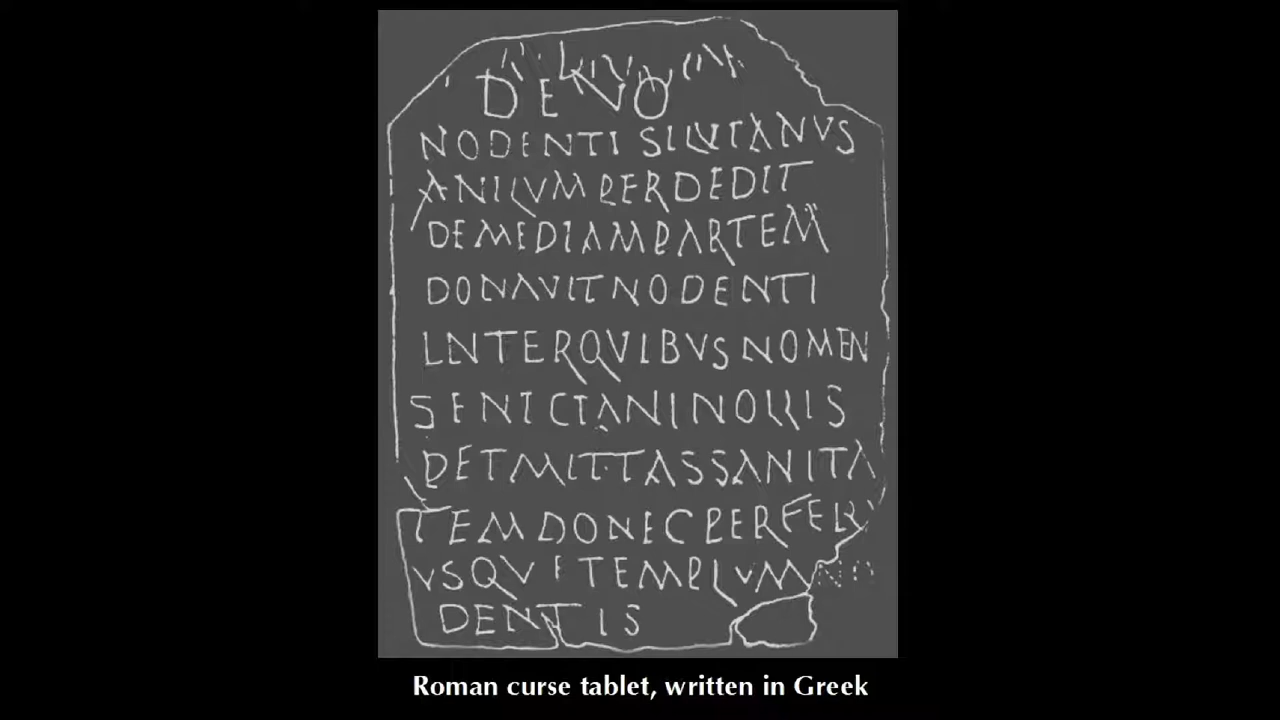 DEVO
NODENTI SILVIANVS
ANILVM PERDEDIT
DEMEDIAM PARTEM
DONAVIT NODENTI
INTER QVIBVS NOMEN
SENICIANI NOLLIS
PETMITTAS SANITA
TEM DONEC PERFERA
VSQVE TEMPLVM NO
DENTIS
Roman curse tablet, written in Greek